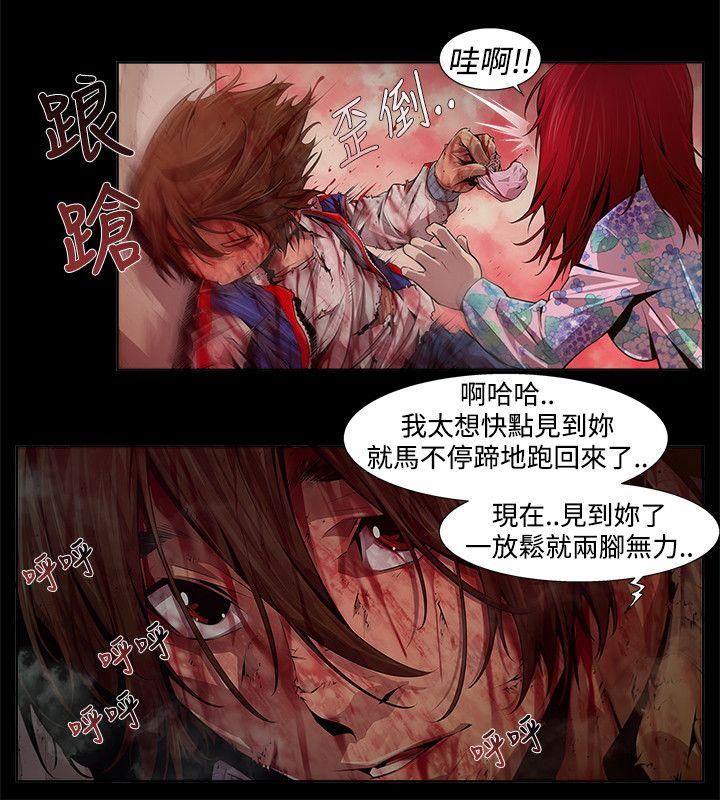 哇啊!!
歪倒..
踉
蹌
啊哈哈..
我太想快點見到妳
就馬不停蹄地跑回來了..
現在..見到妳了
一放鬆就兩腳無力..
呼呼
呼呼
呼呼
呼呼